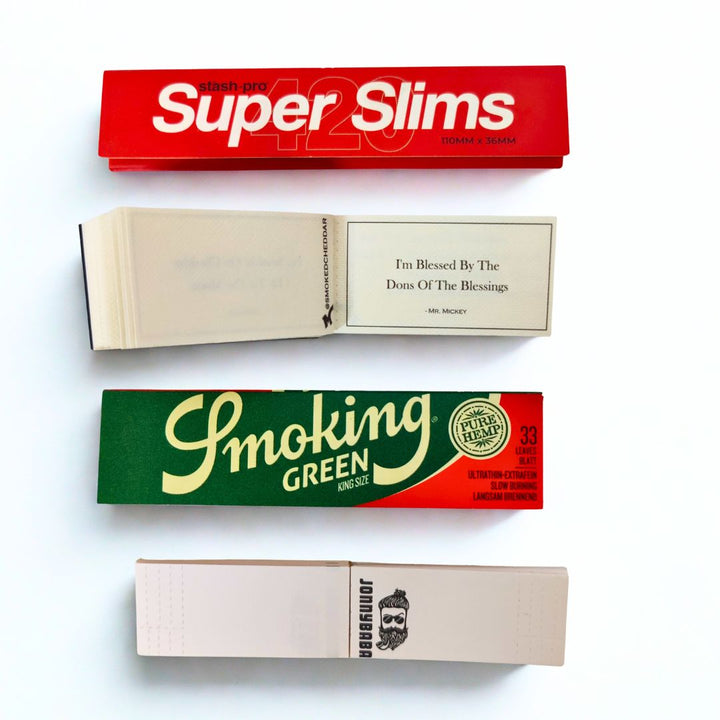 stash-pro
420
Super Slims
110MM x 36MM
@SMOKEDCHEDDAR
I'm Blessed By The
Dons Of The Blessings
- MR. MICKEY
Smoking®
GREEN
KING SIZE
PURE
HEMP
33
LEAVES
BLATT
ULTRATHIN-EXTRAFEIN
SLOW BURNING
LANGSAM BRENNEND
JONNYBABA